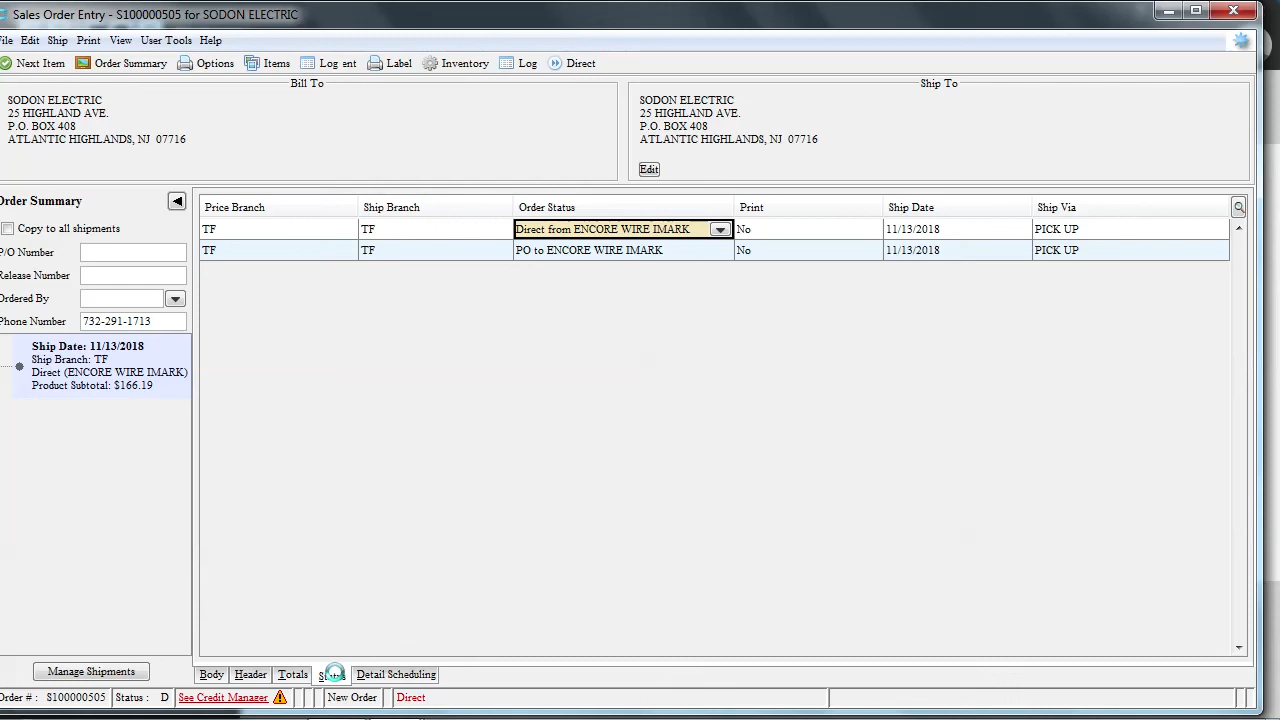 Sales Order Entry - S100000505 for SODON ELECTRIC
File Edit Ship Print View User Tools Help
Next Item Order Summary Options Items Log ent Label Inventory Log Direct
Bill To
SODON ELECTRIC
25 HIGHLAND AVE.
P.O. BOX 408
ATLANTIC HIGHLANDS, NJ 07716
Ship To
SODON ELECTRIC
25 HIGHLAND AVE.
P.O. BOX 408
ATLANTIC HIGHLANDS, NJ 07716
Edit
Order Summary
Copy to all shipments
P/O Number
Release Number
Ordered By
Phone Number 732-291-1713
Ship Date: 11/13/2018
Ship Branch: TF
Direct (ENCORE WIRE IMARK)
Product Subtotal: $166.19
Manage Shipments
Price Branch Ship Branch Order Status Print Ship Date Ship Via
TF TF Direct from ENCORE WIRE IMARK No 11/13/2018 PICK UP
TF TF PO to ENCORE WIRE IMARK No 11/13/2018 PICK UP
Body Header Totals Detail Scheduling
Order # : S100000505 Status : D See Credit Manager New Order Direct